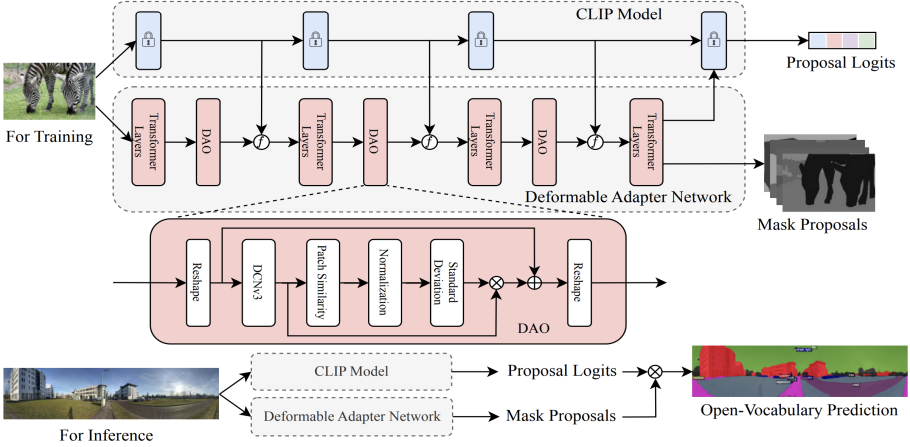 CLIP Model
Proposal Logits
For Training
Transformer
Layers
DAO
f
Transformer
Layers
DAO
f
Transformer
Layers
DAO
f
Transformer
Layers
Deformable Adapter Network
Mask Proposals
Reshape
DCNv3
Patch Similarity
Normalization
Standard
Deviation
Reshape
DAO
CLIP Model
Proposal Logits
Deformable Adapter Network
Mask Proposals
For Inference
Open-Vocabulary Prediction